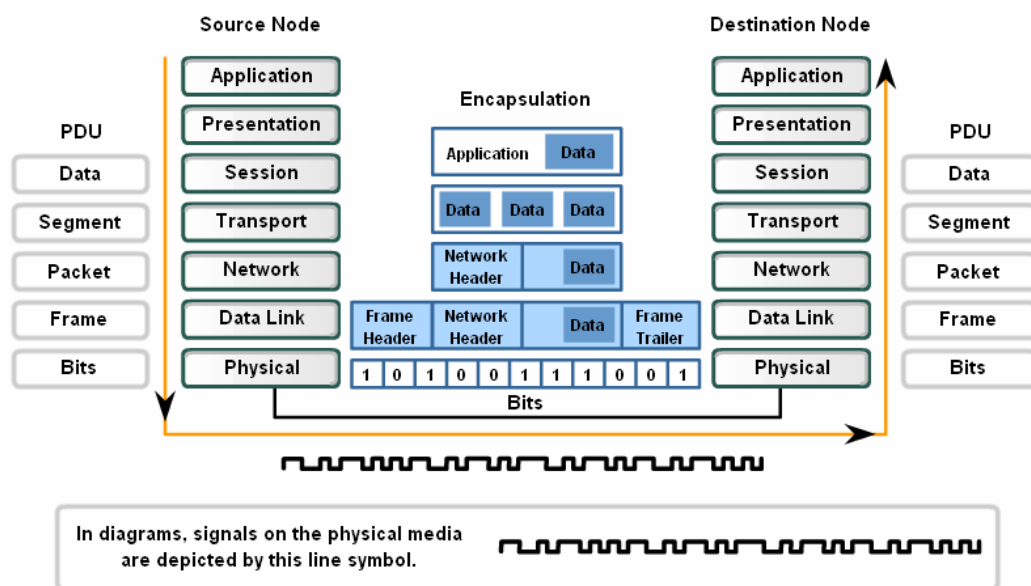 Source Node
Destination Node
Application
Application
Encapsulation
PDU
Presentation
Presentation
PDU
Application Data
Data
Session
Session
Data
Segment
Transport
Data Data Data
Transport
Segment
Packet
Network
Network
Header
Data
Network
Packet
Frame
Data Link
Frame
Header
Network
Header
Data
Frame
Trailer
Data Link
Frame
Bits
Physical
1 0 1 0 0 1 1 1 0 0 1
Physical
Bits
Bits
In diagrams, signals on the physical media
are depicted by this line symbol.